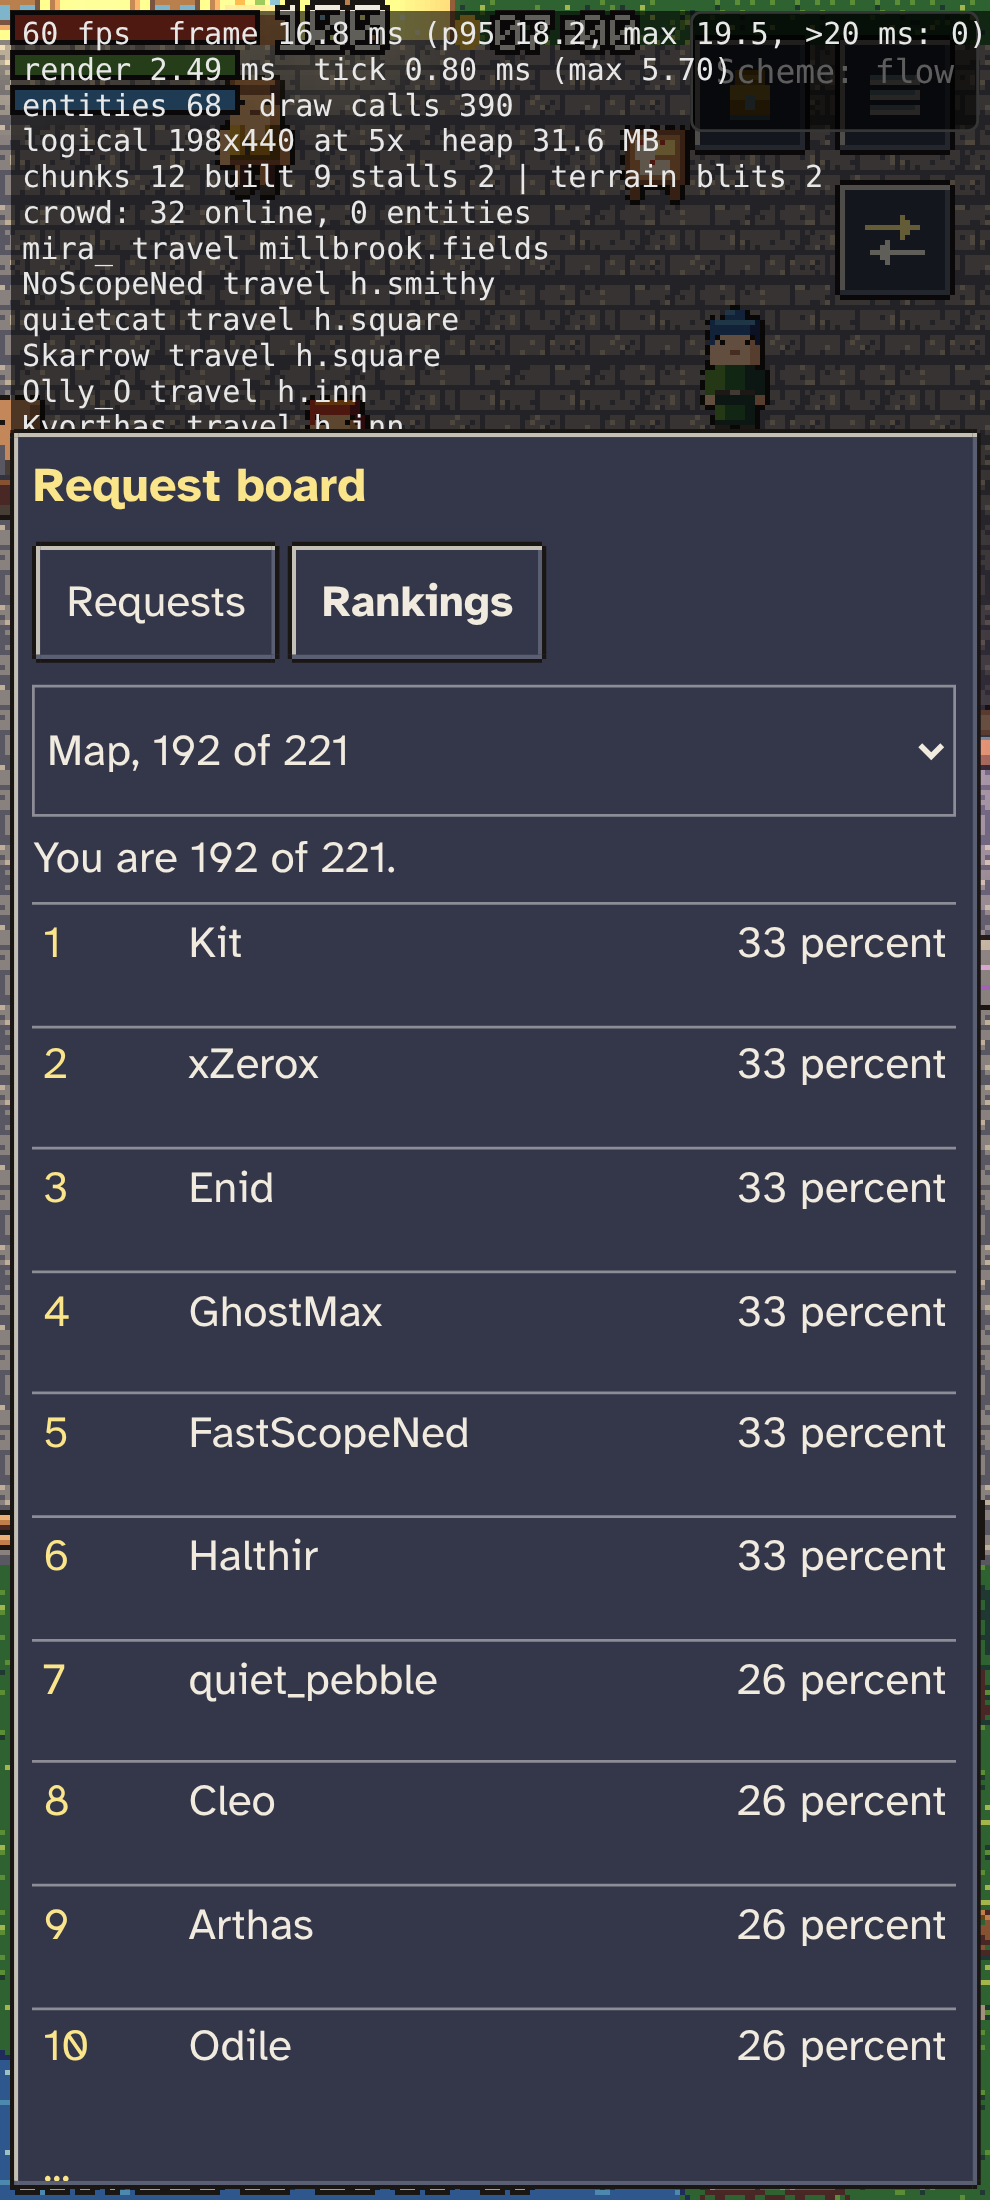 60 fps  frame 16.8 ms (p95 18.2, max 19.5, >20 ms: 0)
render 2.49 ms  tick 0.80 ms (max 5.70)
Scheme: flow
entities 68  draw calls 390
logical 198x440 at 5x  heap 31.6 MB
chunks 12 built 9 stalls 2 | terrain blits 2
crowd: 32 online, 0 entities
mira_ travel millbrook.fields
NoScopeNed travel h.smithy
quietcat travel h.square
Skarrow travel h.square
Olly_O travel h.inn
Kyorthas travel h.inn
Request board
Requests
Rankings
Map, 192 of 221
You are 192 of 221.
1 Kit 33 percent
2 xZerox 33 percent
3 Enid 33 percent
4 GhostMax 33 percent
5 FastScopeNed 33 percent
6 Halthir 33 percent
7 quiet_pebble 26 percent
8 Cleo 26 percent
9 Arthas 26 percent
10 Odile 26 percent
...